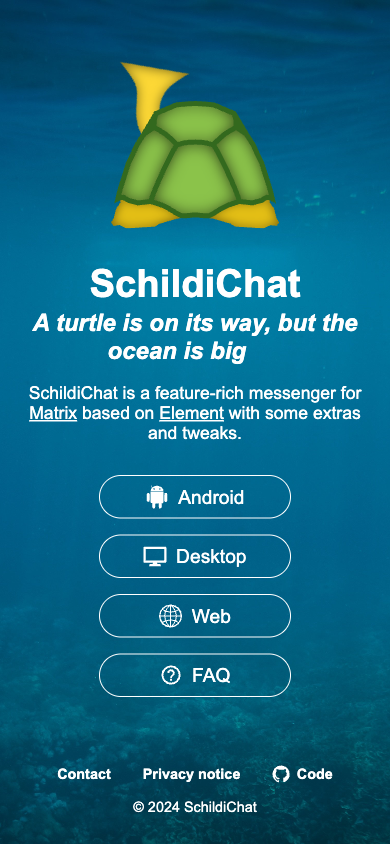 SchildiChat
A turtle is on its way, but the
ocean is big
SchildiChat is a feature-rich messenger for
Matrix based on Element with some extras
and tweaks.
Android
Desktop
Web
FAQ
Contact Privacy notice Code
© 2024 SchildiChat